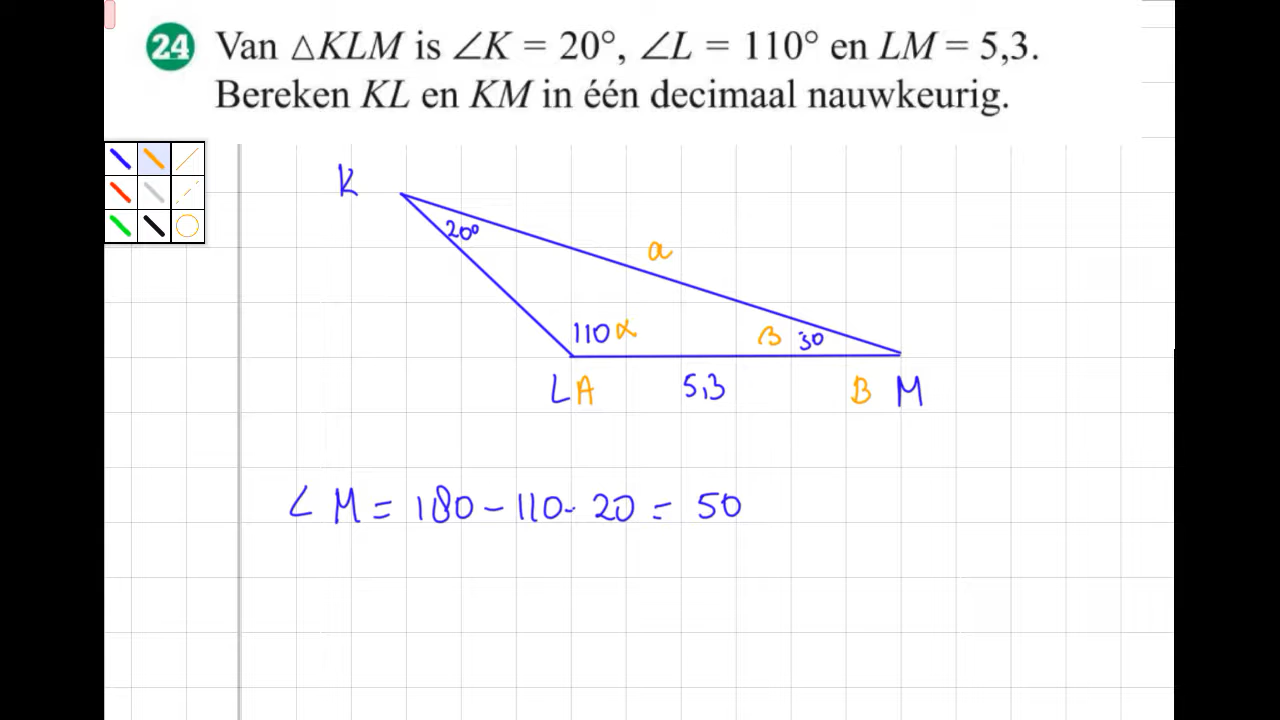 24 Van △KLM is ∠K = 20°, ∠L = 110° en LM = 5,3.
Bereken KL en KM in één decimaal nauwkeurig.
K
20°
a
110 α β 30
L A 5,3 B M
∠ M = 180 - 110 - 20 = 50